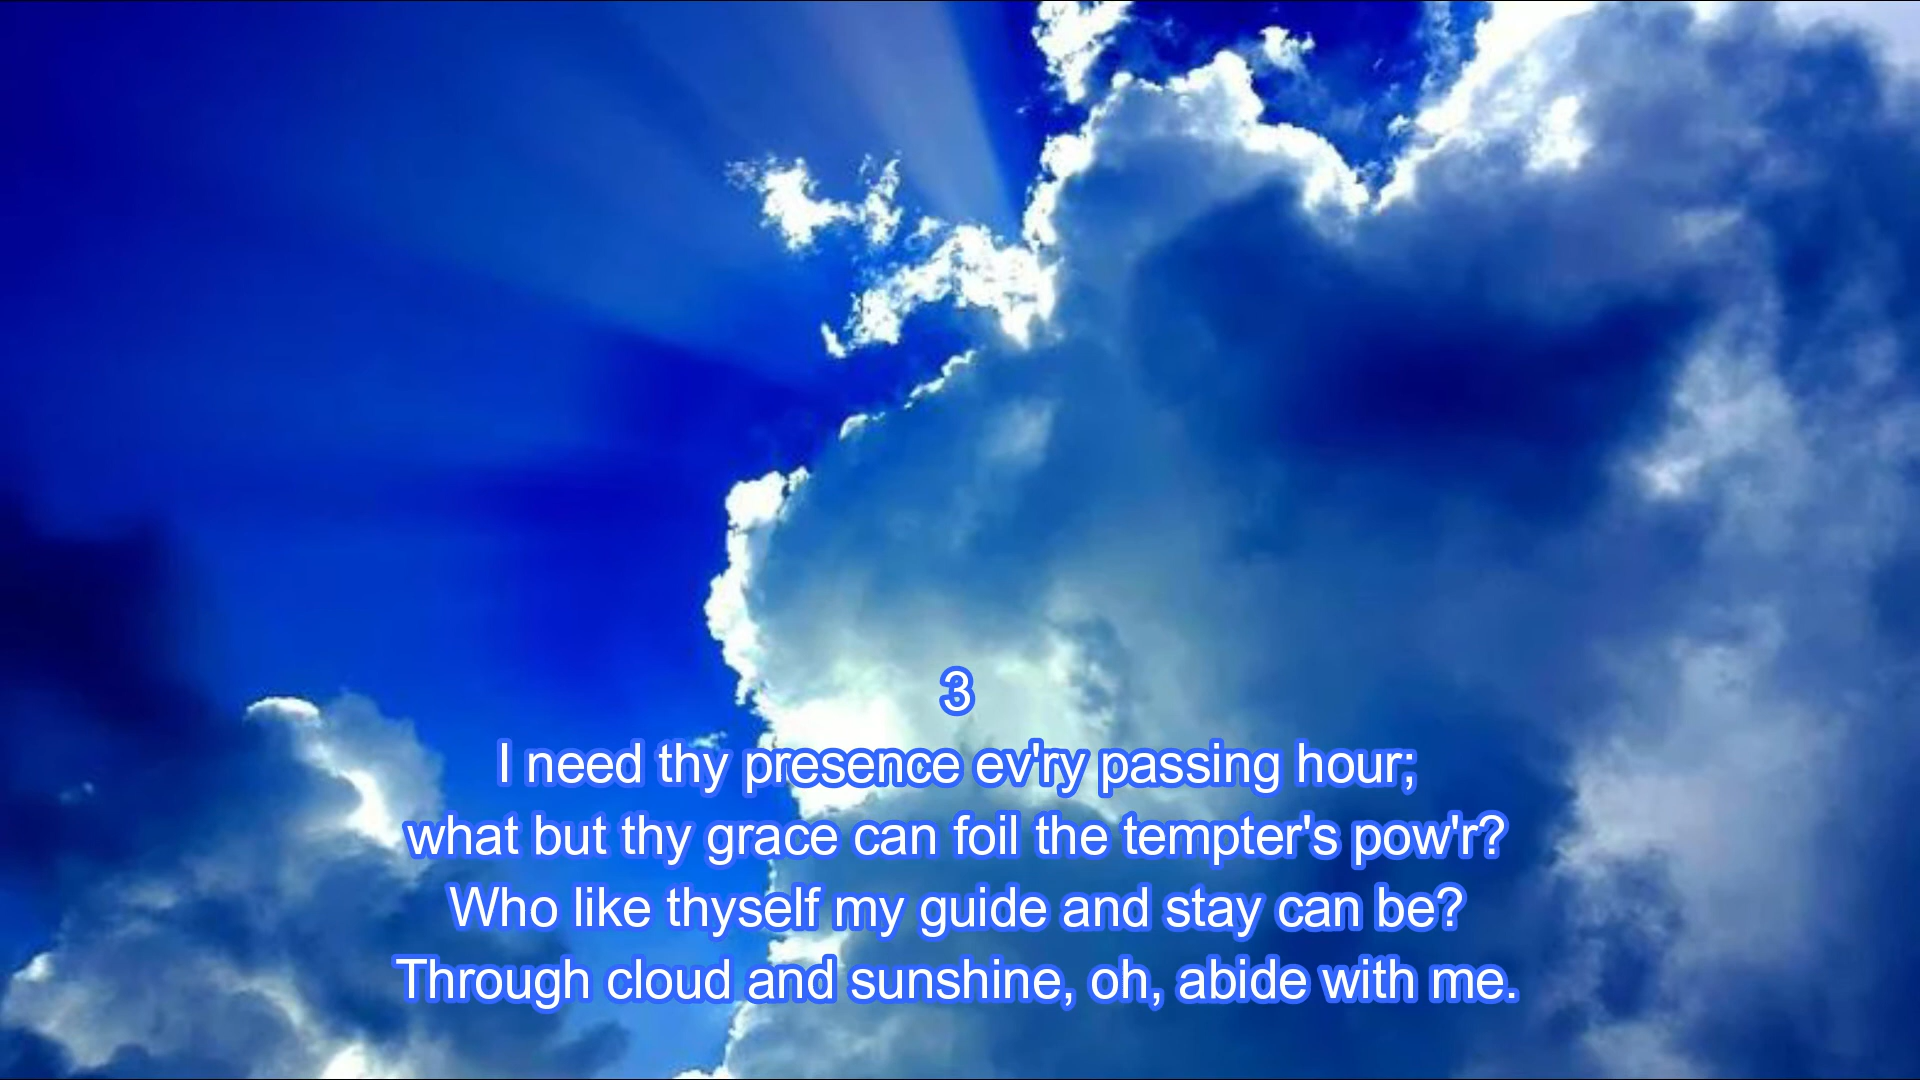 3
I need thy presence ev'ry passing hour;
what but thy grace can foil the tempter's pow'r?
Who like thyself my guide and stay can be?
Through cloud and sunshine, oh, abide with me.